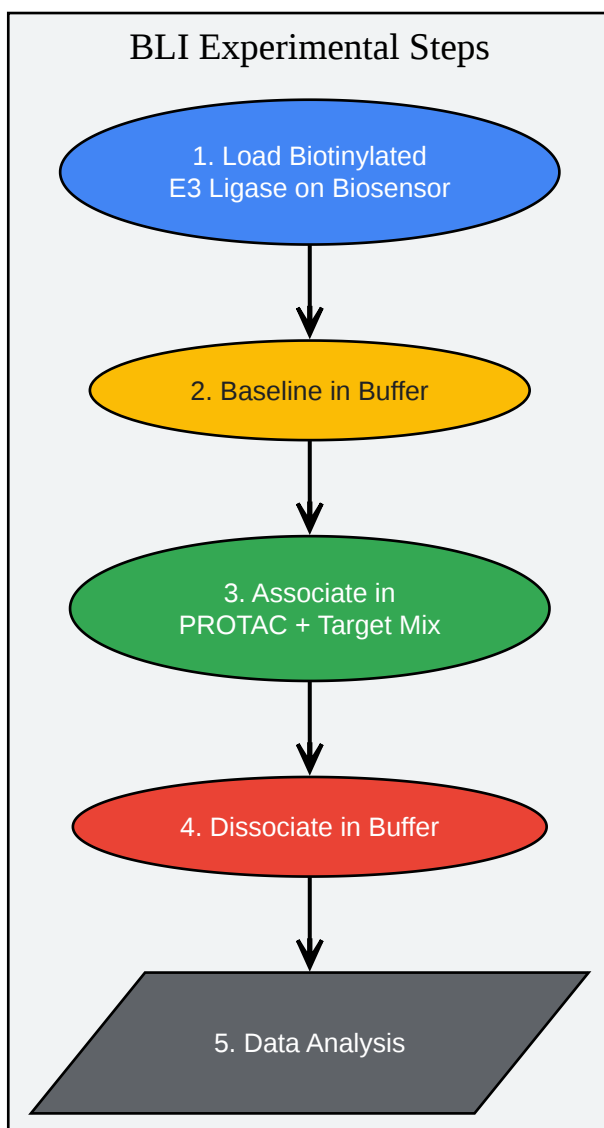 BLI Experimental Steps
1. Load Biotinylated
E3 Ligase on Biosensor
2. Baseline in Buffer
3. Associate in
PROTAC + Target Mix
4. Dissociate in Buffer
5. Data Analysis